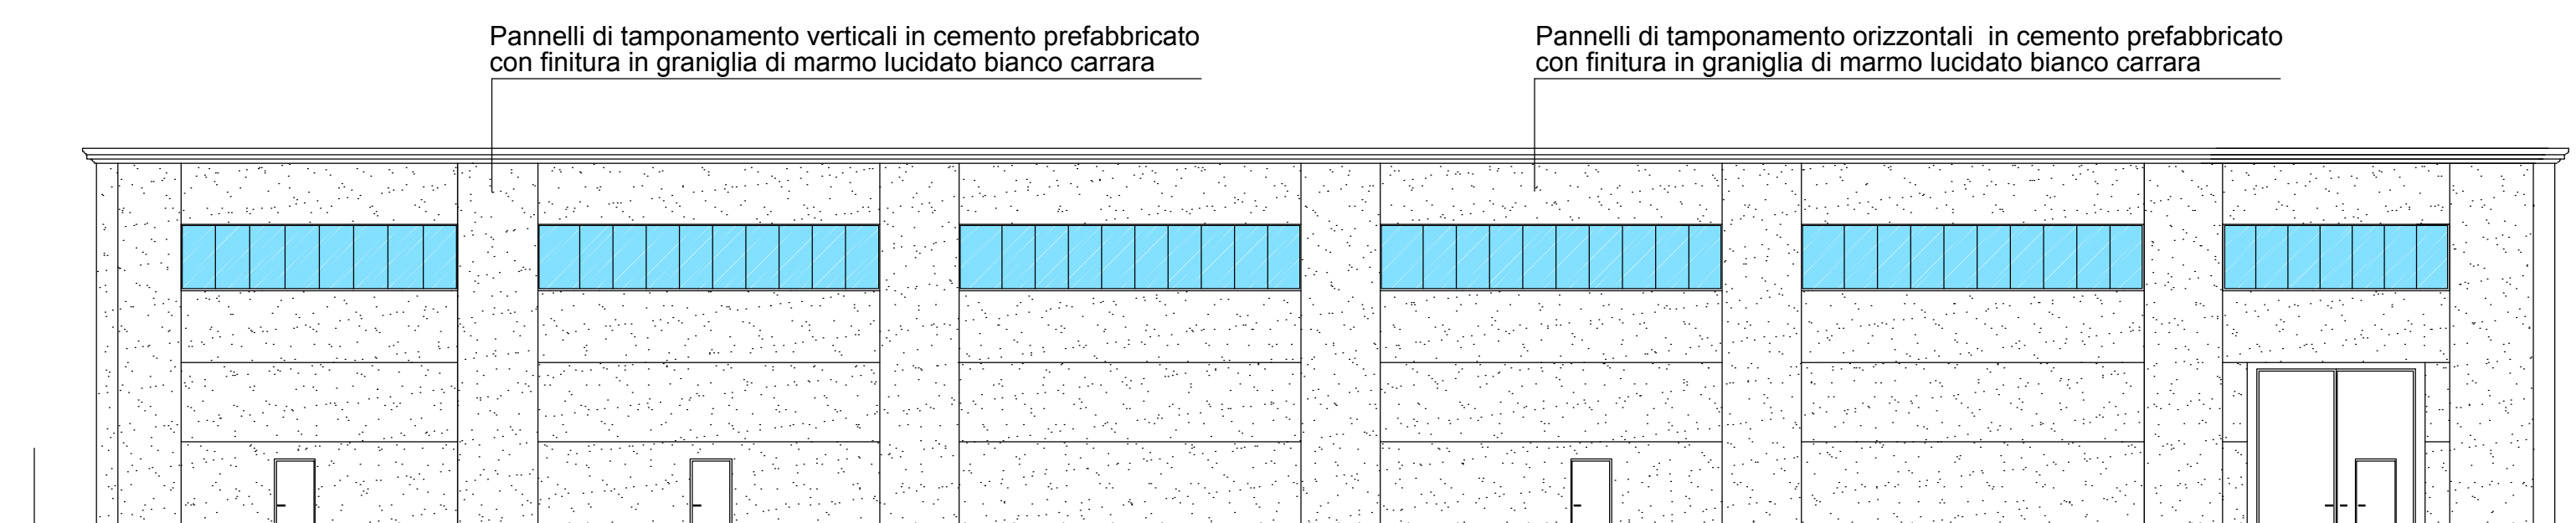 Pannelli di tamponamento verticali in cemento prefabbricato
con finitura in graniglia di marmo lucidato bianco carrara
Pannelli di tamponamento orizzontali  in cemento prefabbricato
con finitura in graniglia di marmo lucidato bianco carrara